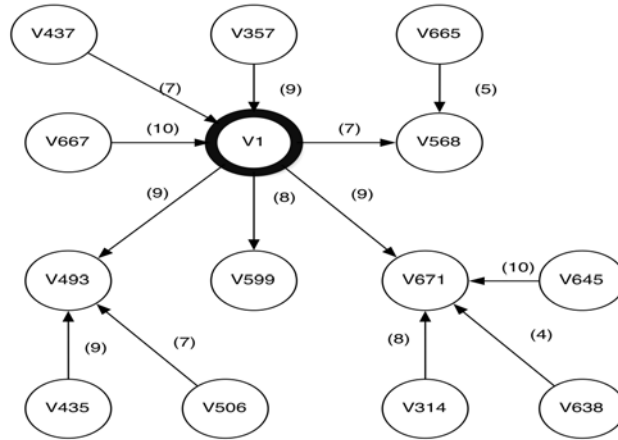 V437 V357 V665
(7) (9) (5)
V667 (10) V1 (7) V568
(9) (8) (9)
V493 V599 V671 (10) V645
(9) (7) (8) (4)
V435 V506 V314 V638